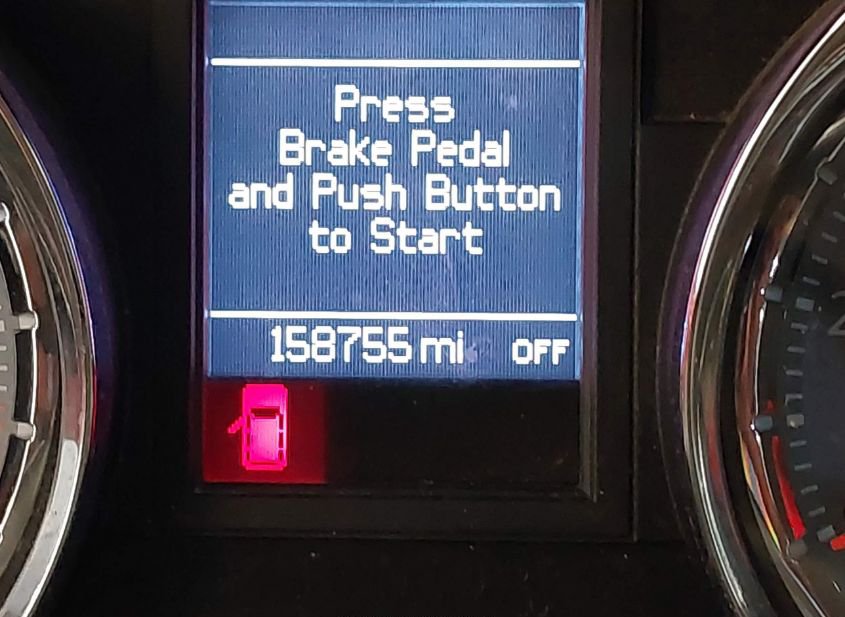 Press
Brake Pedal
and Push Button
to Start
158755 mi OFF